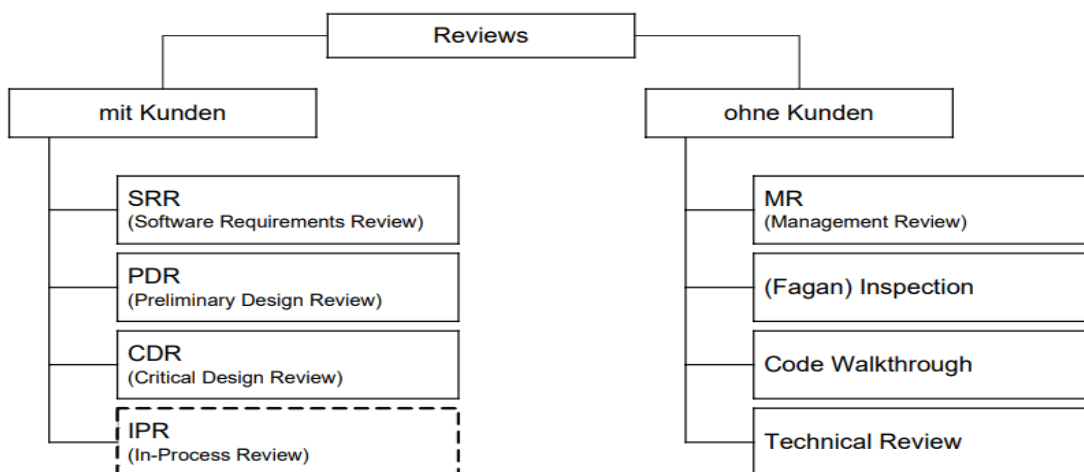 Reviews
mit Kunden
ohne Kunden
SRR
(Software Requirements Review)
PDR
(Preliminary Design Review)
CDR
(Critical Design Review)
IPR
(In-Process Review)
MR
(Management Review)
(Fagan) Inspection
Code Walkthrough
Technical Review